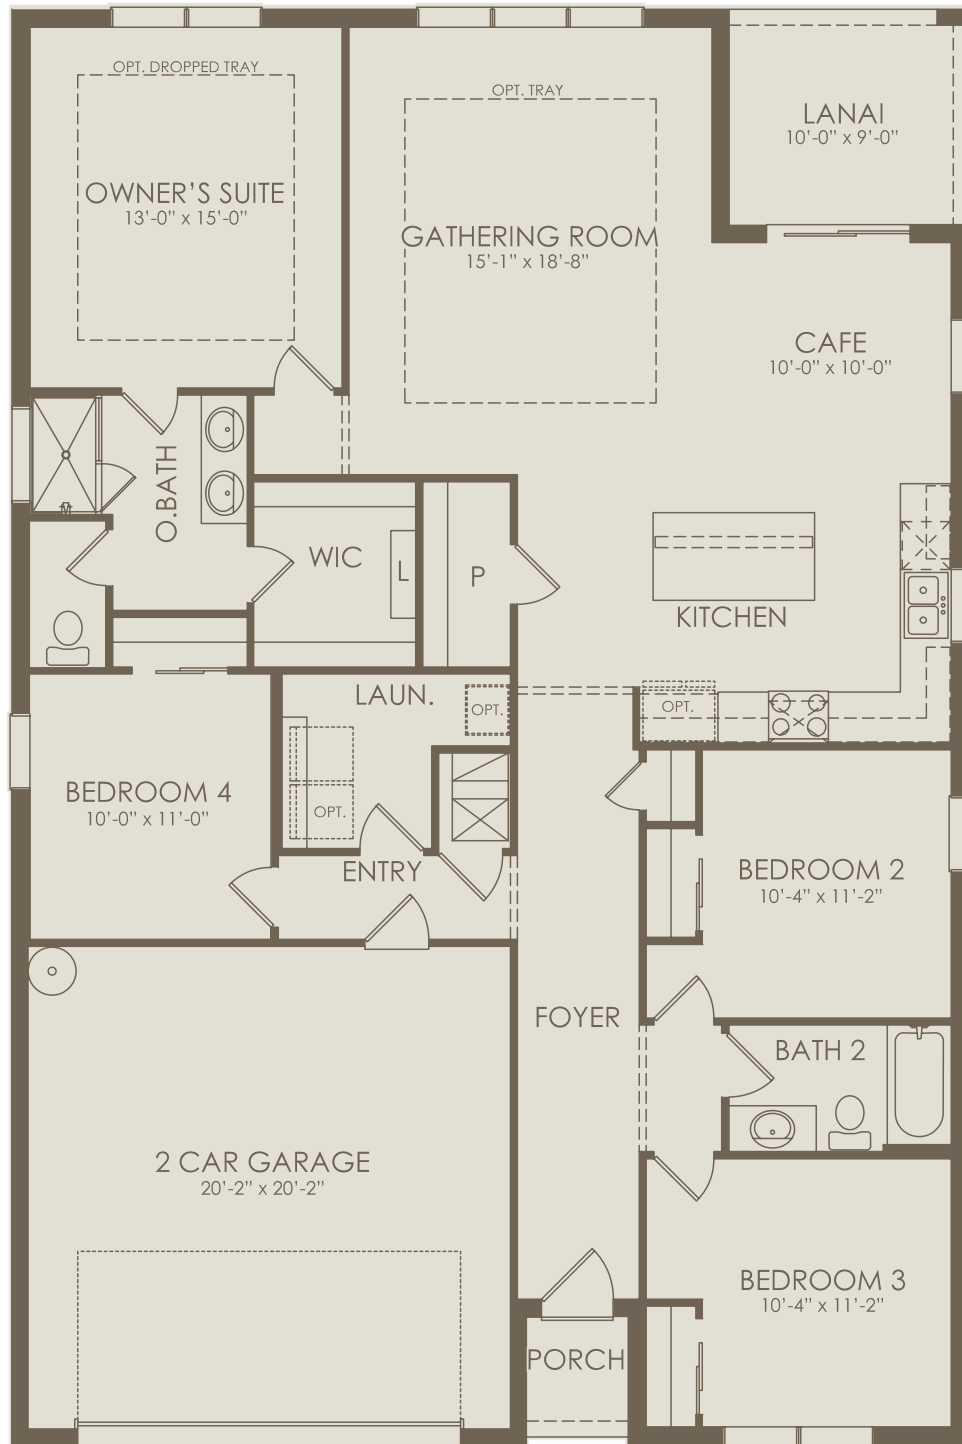 OPT. DROPPED TRAY
OWNER'S SUITE
13'-0" x 15'-0"
OPT. TRAY
GATHERING ROOM
15'-1" x 18'-8"
LANAI
10'-0" x 9'-0"
CAFE
10'-0" x 10'-0"
O.BATH
WIC
L
P
KITCHEN
LAUN.
OPT.
OPT.
OPT.
BEDROOM 4
10'-0" x 11'-0"
ENTRY
BEDROOM 2
10'-4" x 11'-2"
FOYER
BATH 2
2 CAR GARAGE
20'-2" x 20'-2"
BEDROOM 3
10'-4" x 11'-2"
PORCH